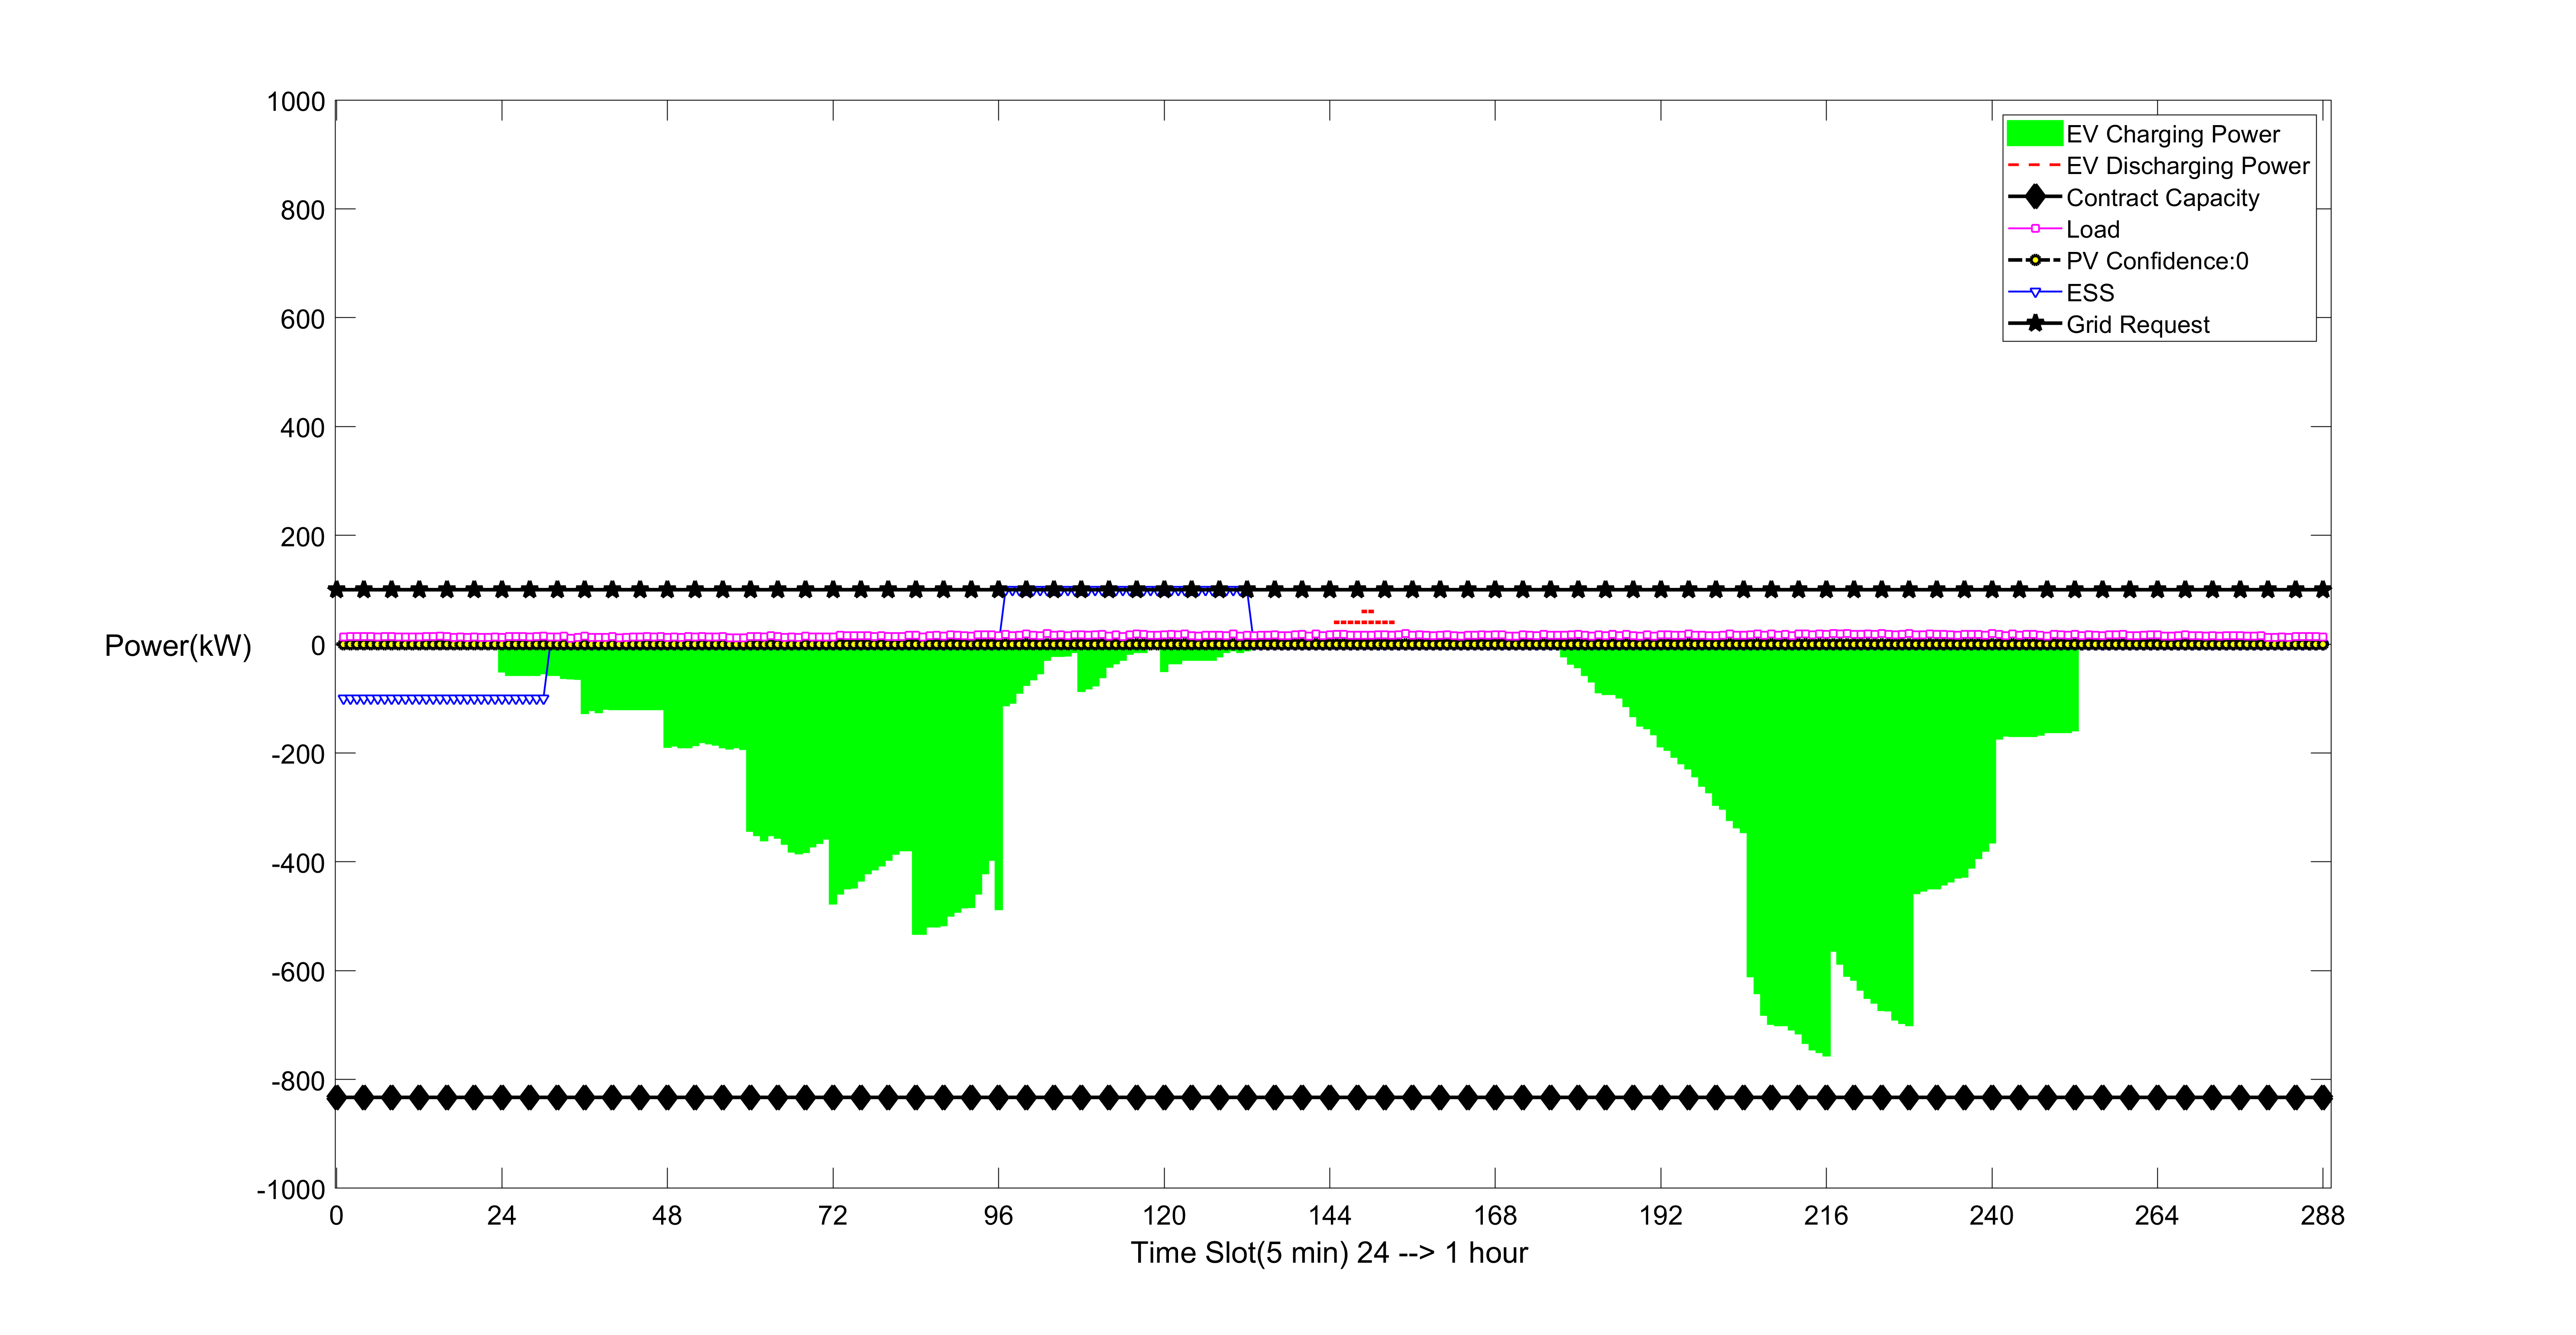 1000
800
600
400
200
0
-200
-400
-600
-800
-1000
Power(kW)
EV Charging Power
EV Discharging Power
Contract Capacity
Load
PV Confidence:0
ESS
Grid Request
0 24 48 72 96 120 144 168 192 216 240 264 288
Time Slot(5 min) 24 --> 1 hour